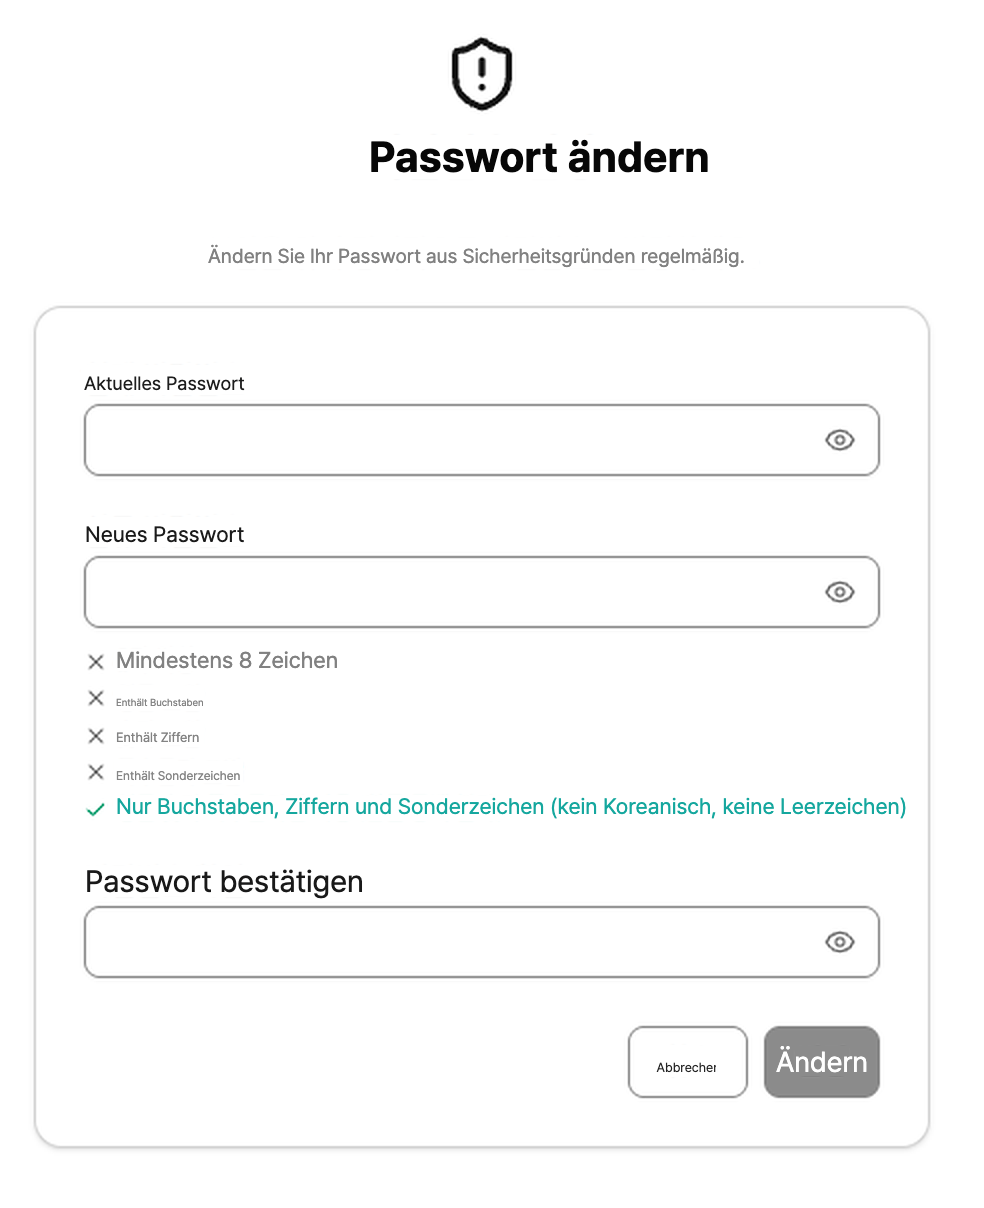 Passwort ändern
Ändern Sie Ihr Passwort aus Sicherheitsgründen regelmäßig.
Aktuelles Passwort
Neues Passwort
Mindestens 8 Zeichen
Enthält Buchstaben
Enthält Ziffern
Enthält Sonderzeichen
Nur Buchstaben, Ziffern und Sonderzeichen (kein Koreanisch, keine Leerzeichen)
Passwort bestätigen
Abbrechen Ändern